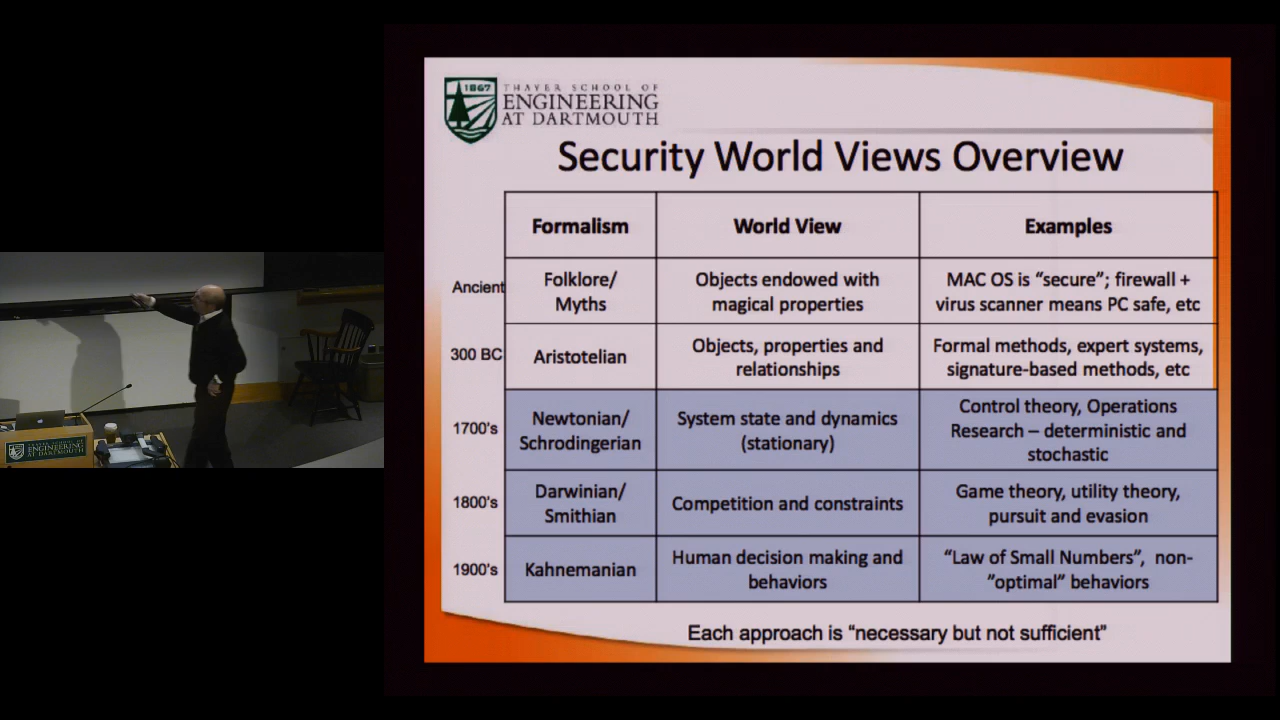 1867
THAYER SCHOOL OF
ENGINEERING
AT DARTMOUTH
Security World Views Overview
Formalism World View Examples
Ancient
Folklore/
Myths
Objects endowed with
magical properties
MAC OS is “secure”; firewall +
virus scanner means PC safe, etc
300 BC
Aristotelian
Objects, properties and
relationships
Formal methods, expert systems,
signature-based methods, etc
1700's
Newtonian/
Schrodingerian
System state and dynamics
(stationary)
Control theory, Operations
Research – deterministic and
stochastic
1800's
Darwinian/
Smithian
Competition and constraints
Game theory, utility theory,
pursuit and evasion
1900's
Kahnemanian
Human decision making and
behaviors
“Law of Small Numbers”, non-
”optimal” behaviors
Each approach is “necessary but not sufficient”
THAYER SCHOOL OF
ENGINEERING
AT DARTMOUTH